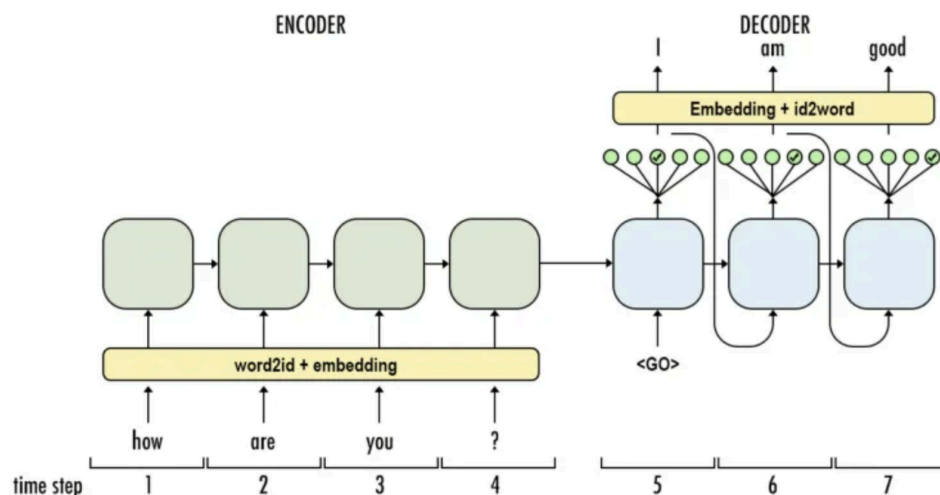 ENCODER
DECODER
I am good
Embedding + id2word
<GO>
word2id + embedding
how are you ?
time step 1 2 3 4 5 6 7